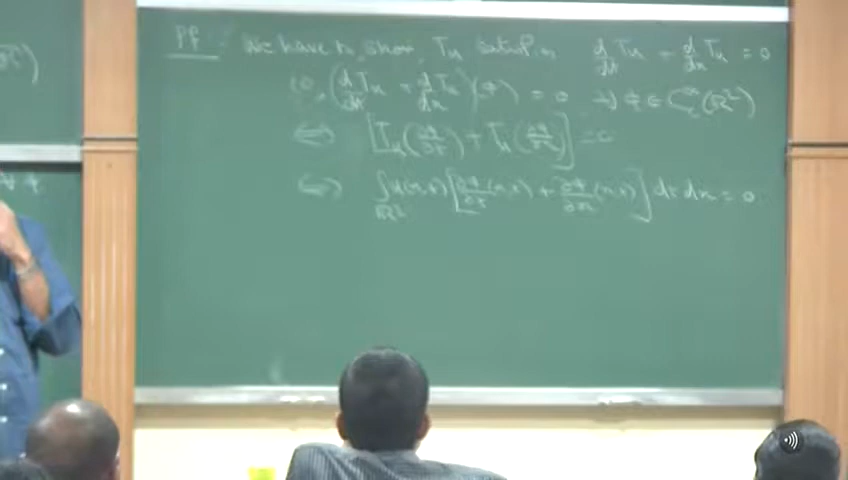 Pf : We have to show T_u satisfies d/dt T_u + d/dx T_u = 0
(d/dt T_u + d/dx T_u)(φ) = 0 ∀ φ ∈ C_c^∞(ℝ²)
⟺ [T_u(∂φ/∂t) + T_u(∂φ/∂x)] = 0
⟺ ∫_{ℝ²} u(x,t) [∂φ/∂t (x,t) + ∂φ/∂x (x,t)] dt dx = 0